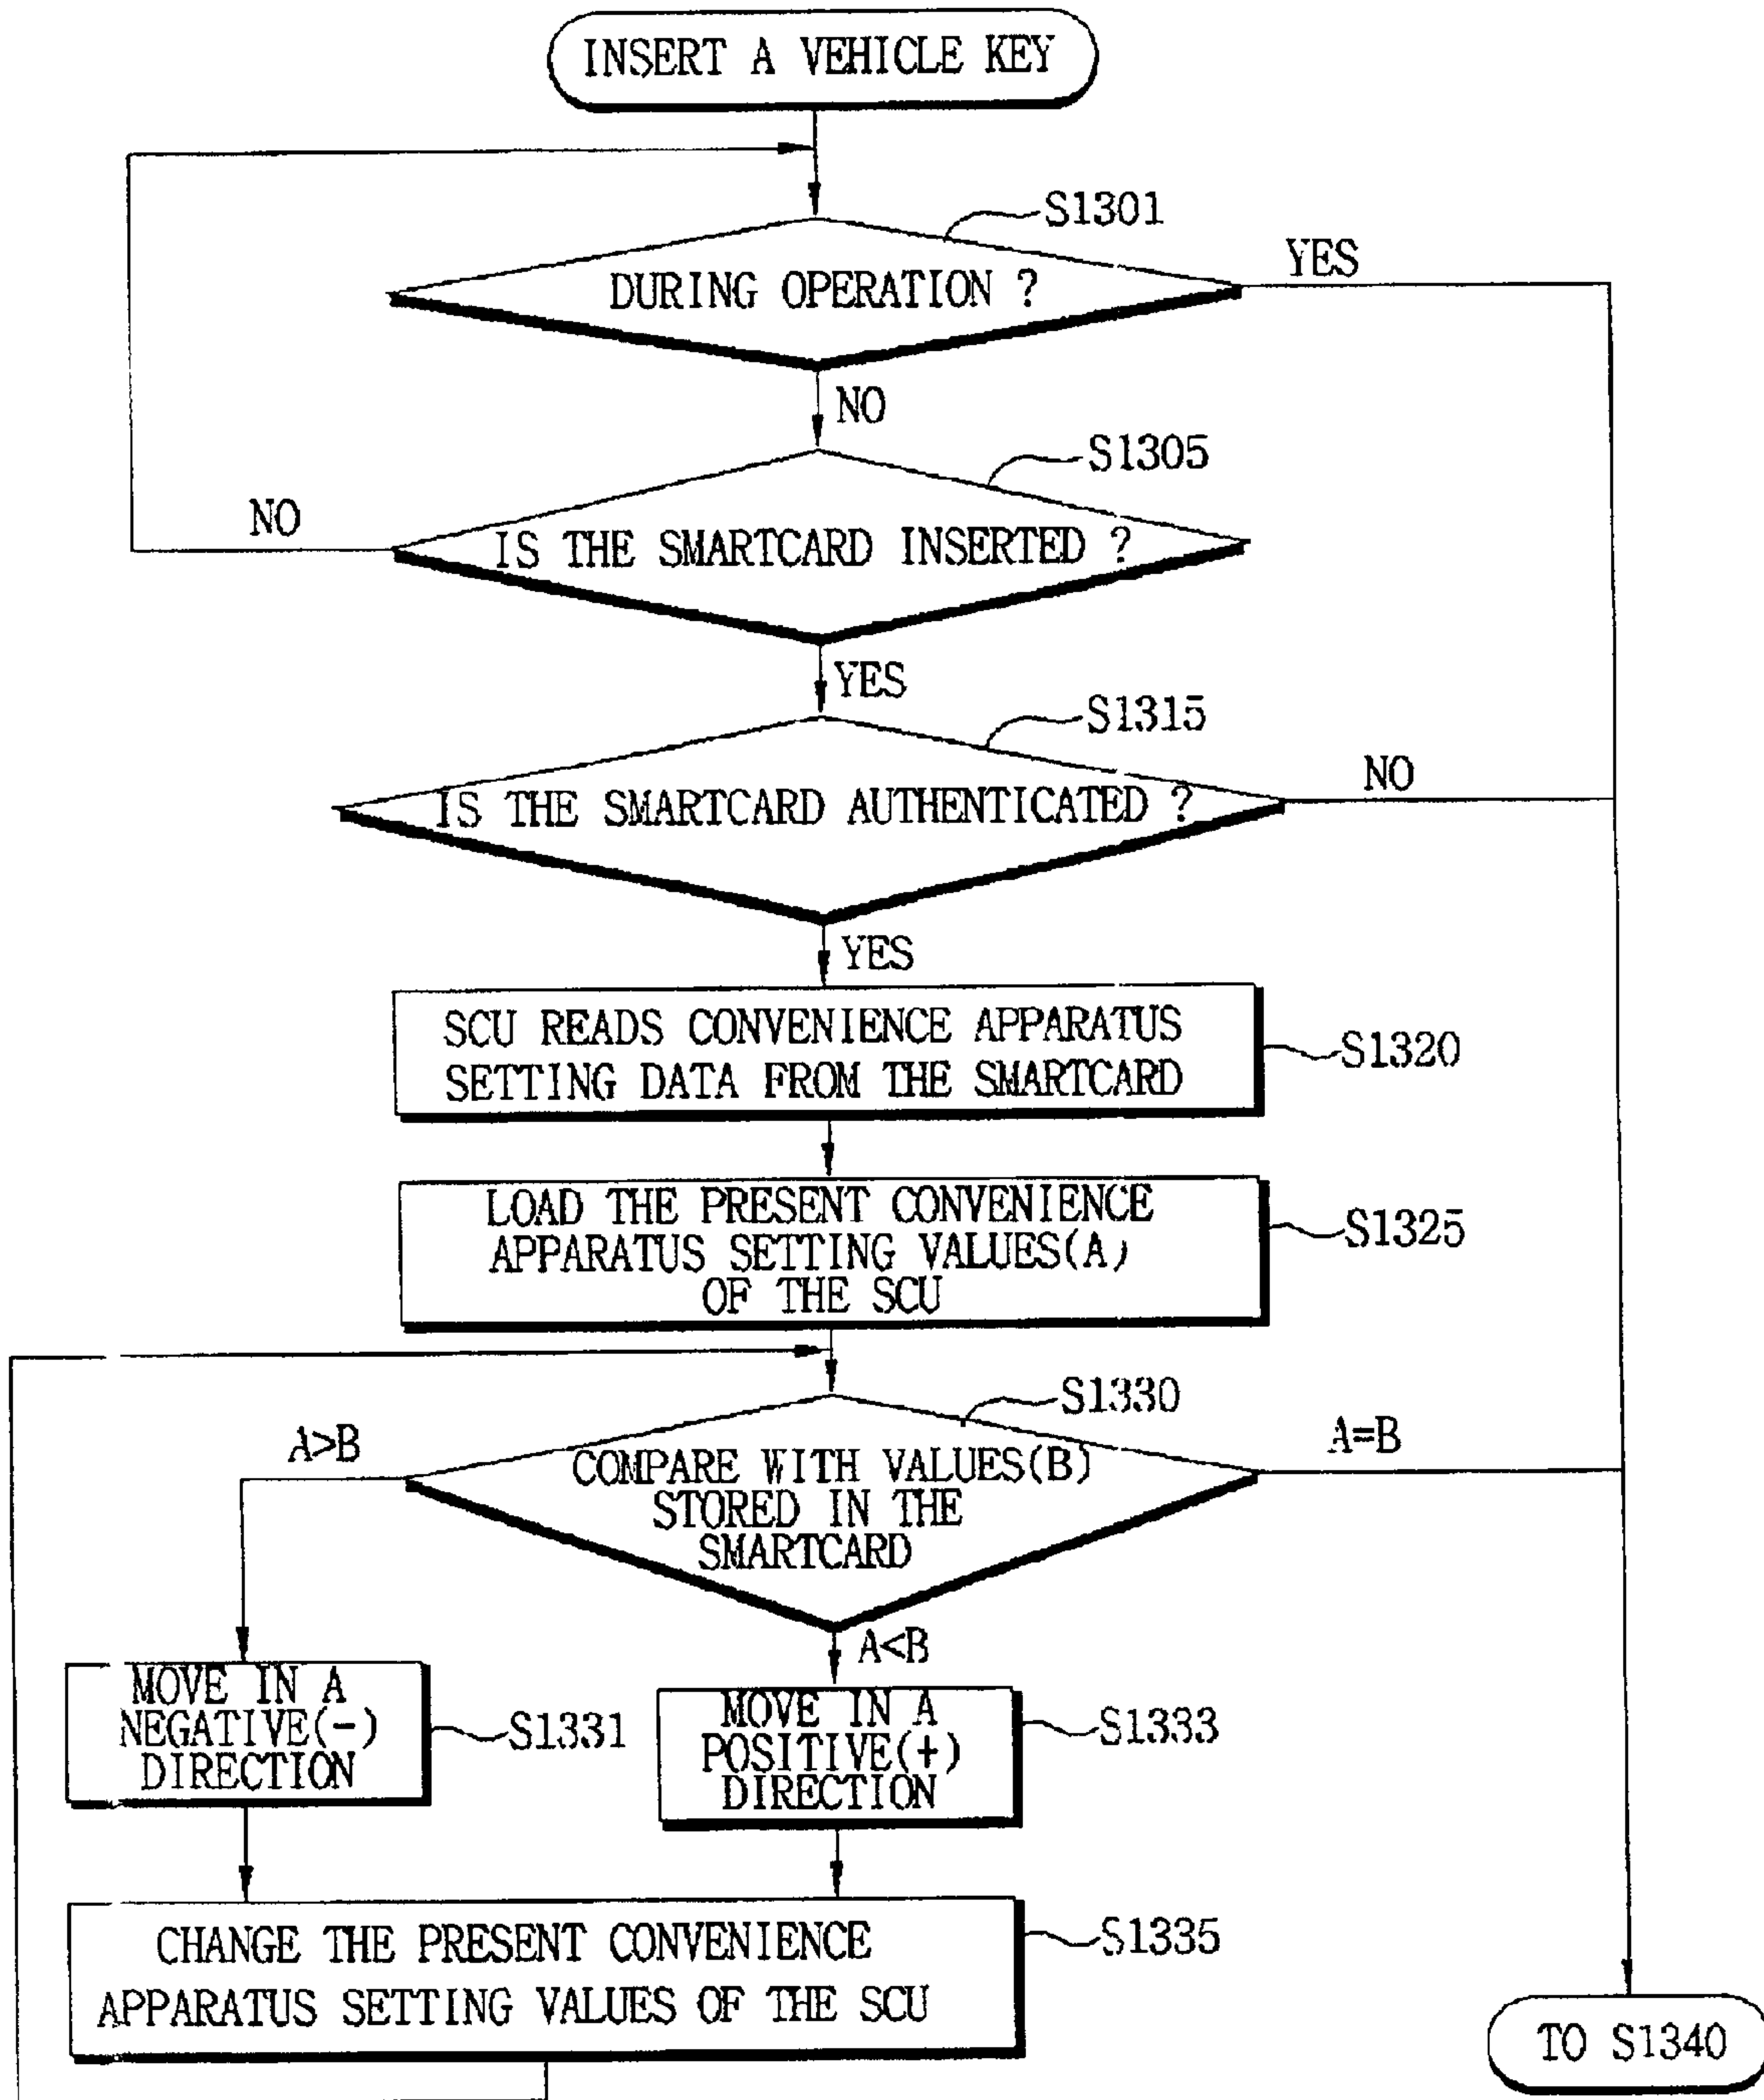 INSERT A VEHICLE KEY
S1301
YES
DURING OPERATION ?
NO
S1305
NO
IS THE SMARTCARD INSERTED ?
YES
S1315
NO
IS THE SMARTCARD AUTHENTICATED ?
YES
SCU READS CONVENIENCE APPARATUS
SETTING DATA FROM THE SMARTCARD
S1320
LOAD THE PRESENT CONVENIENCE
APPARATUS SETTING VALUES(A)
OF THE SCU
S1325
S1330
A>B
A=B
COMPARE WITH VALUES(B)
STORED IN THE
SMARTCARD
A<B
MOVE IN A
NEGATIVE(-)
DIRECTION
S1331
MOVE IN A
POSITIVE(+)
DIRECTION
S1333
CHANGE THE PRESENT CONVENIENCE
APPARATUS SETTING VALUES OF THE SCU
S1335
TO S1340